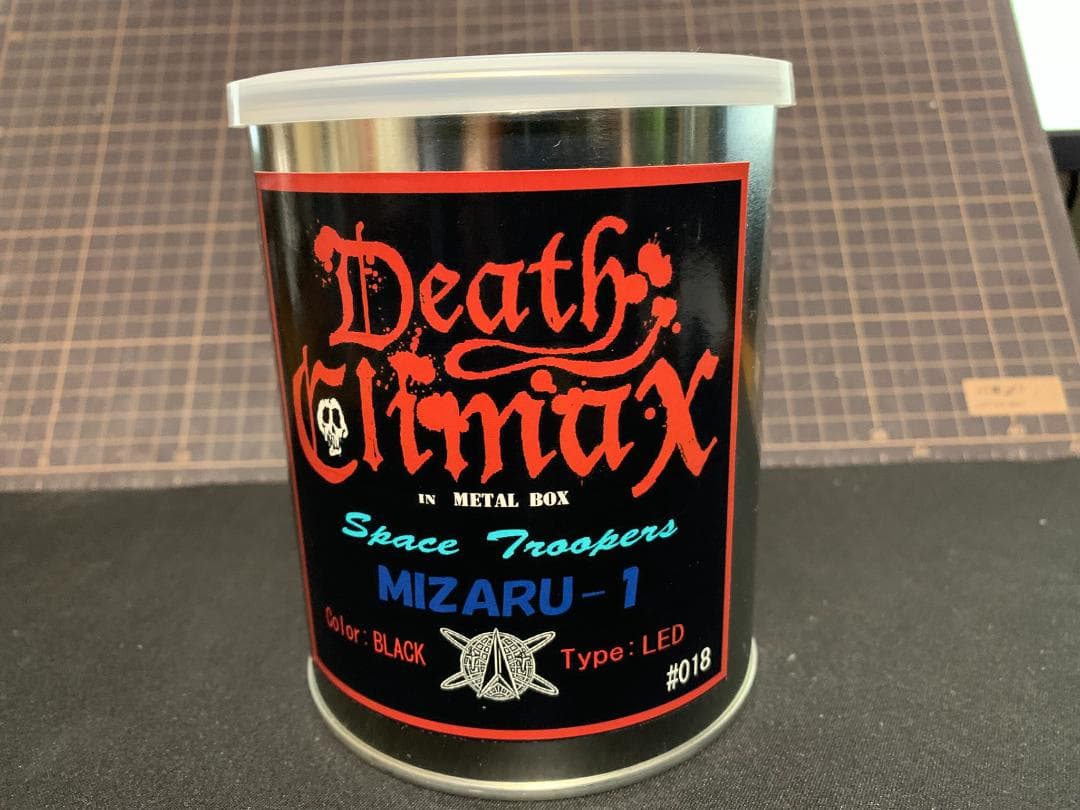 Death
Climax
IN METAL BOX
Space Troopers
MIZARU-1
Color: BLACK
Type: LED
#018